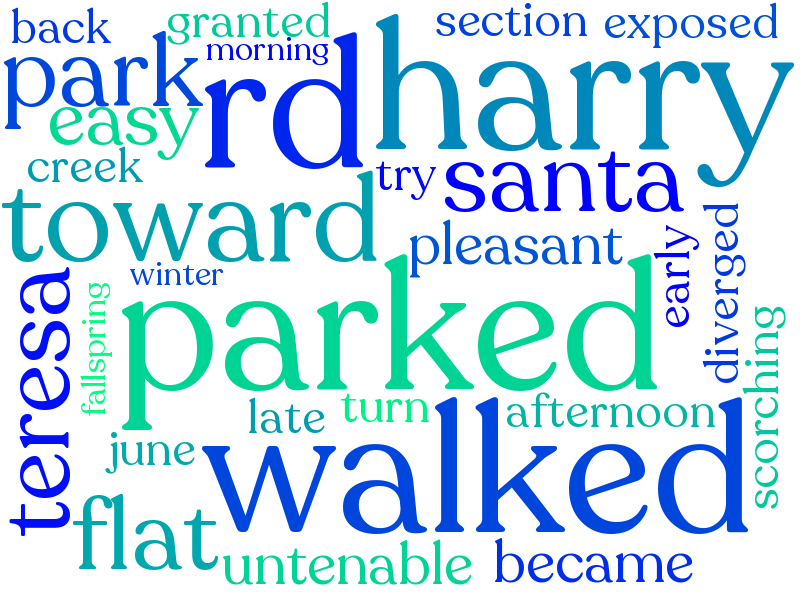 back
granted
section
exposed
morning
park
rd
harry
easy
creek
try
santa
toward
pleasant
early
diverged
winter
teresa
fallspring
parked
scorching
late
turn
afternoon
june
walked
flat
untenable
became